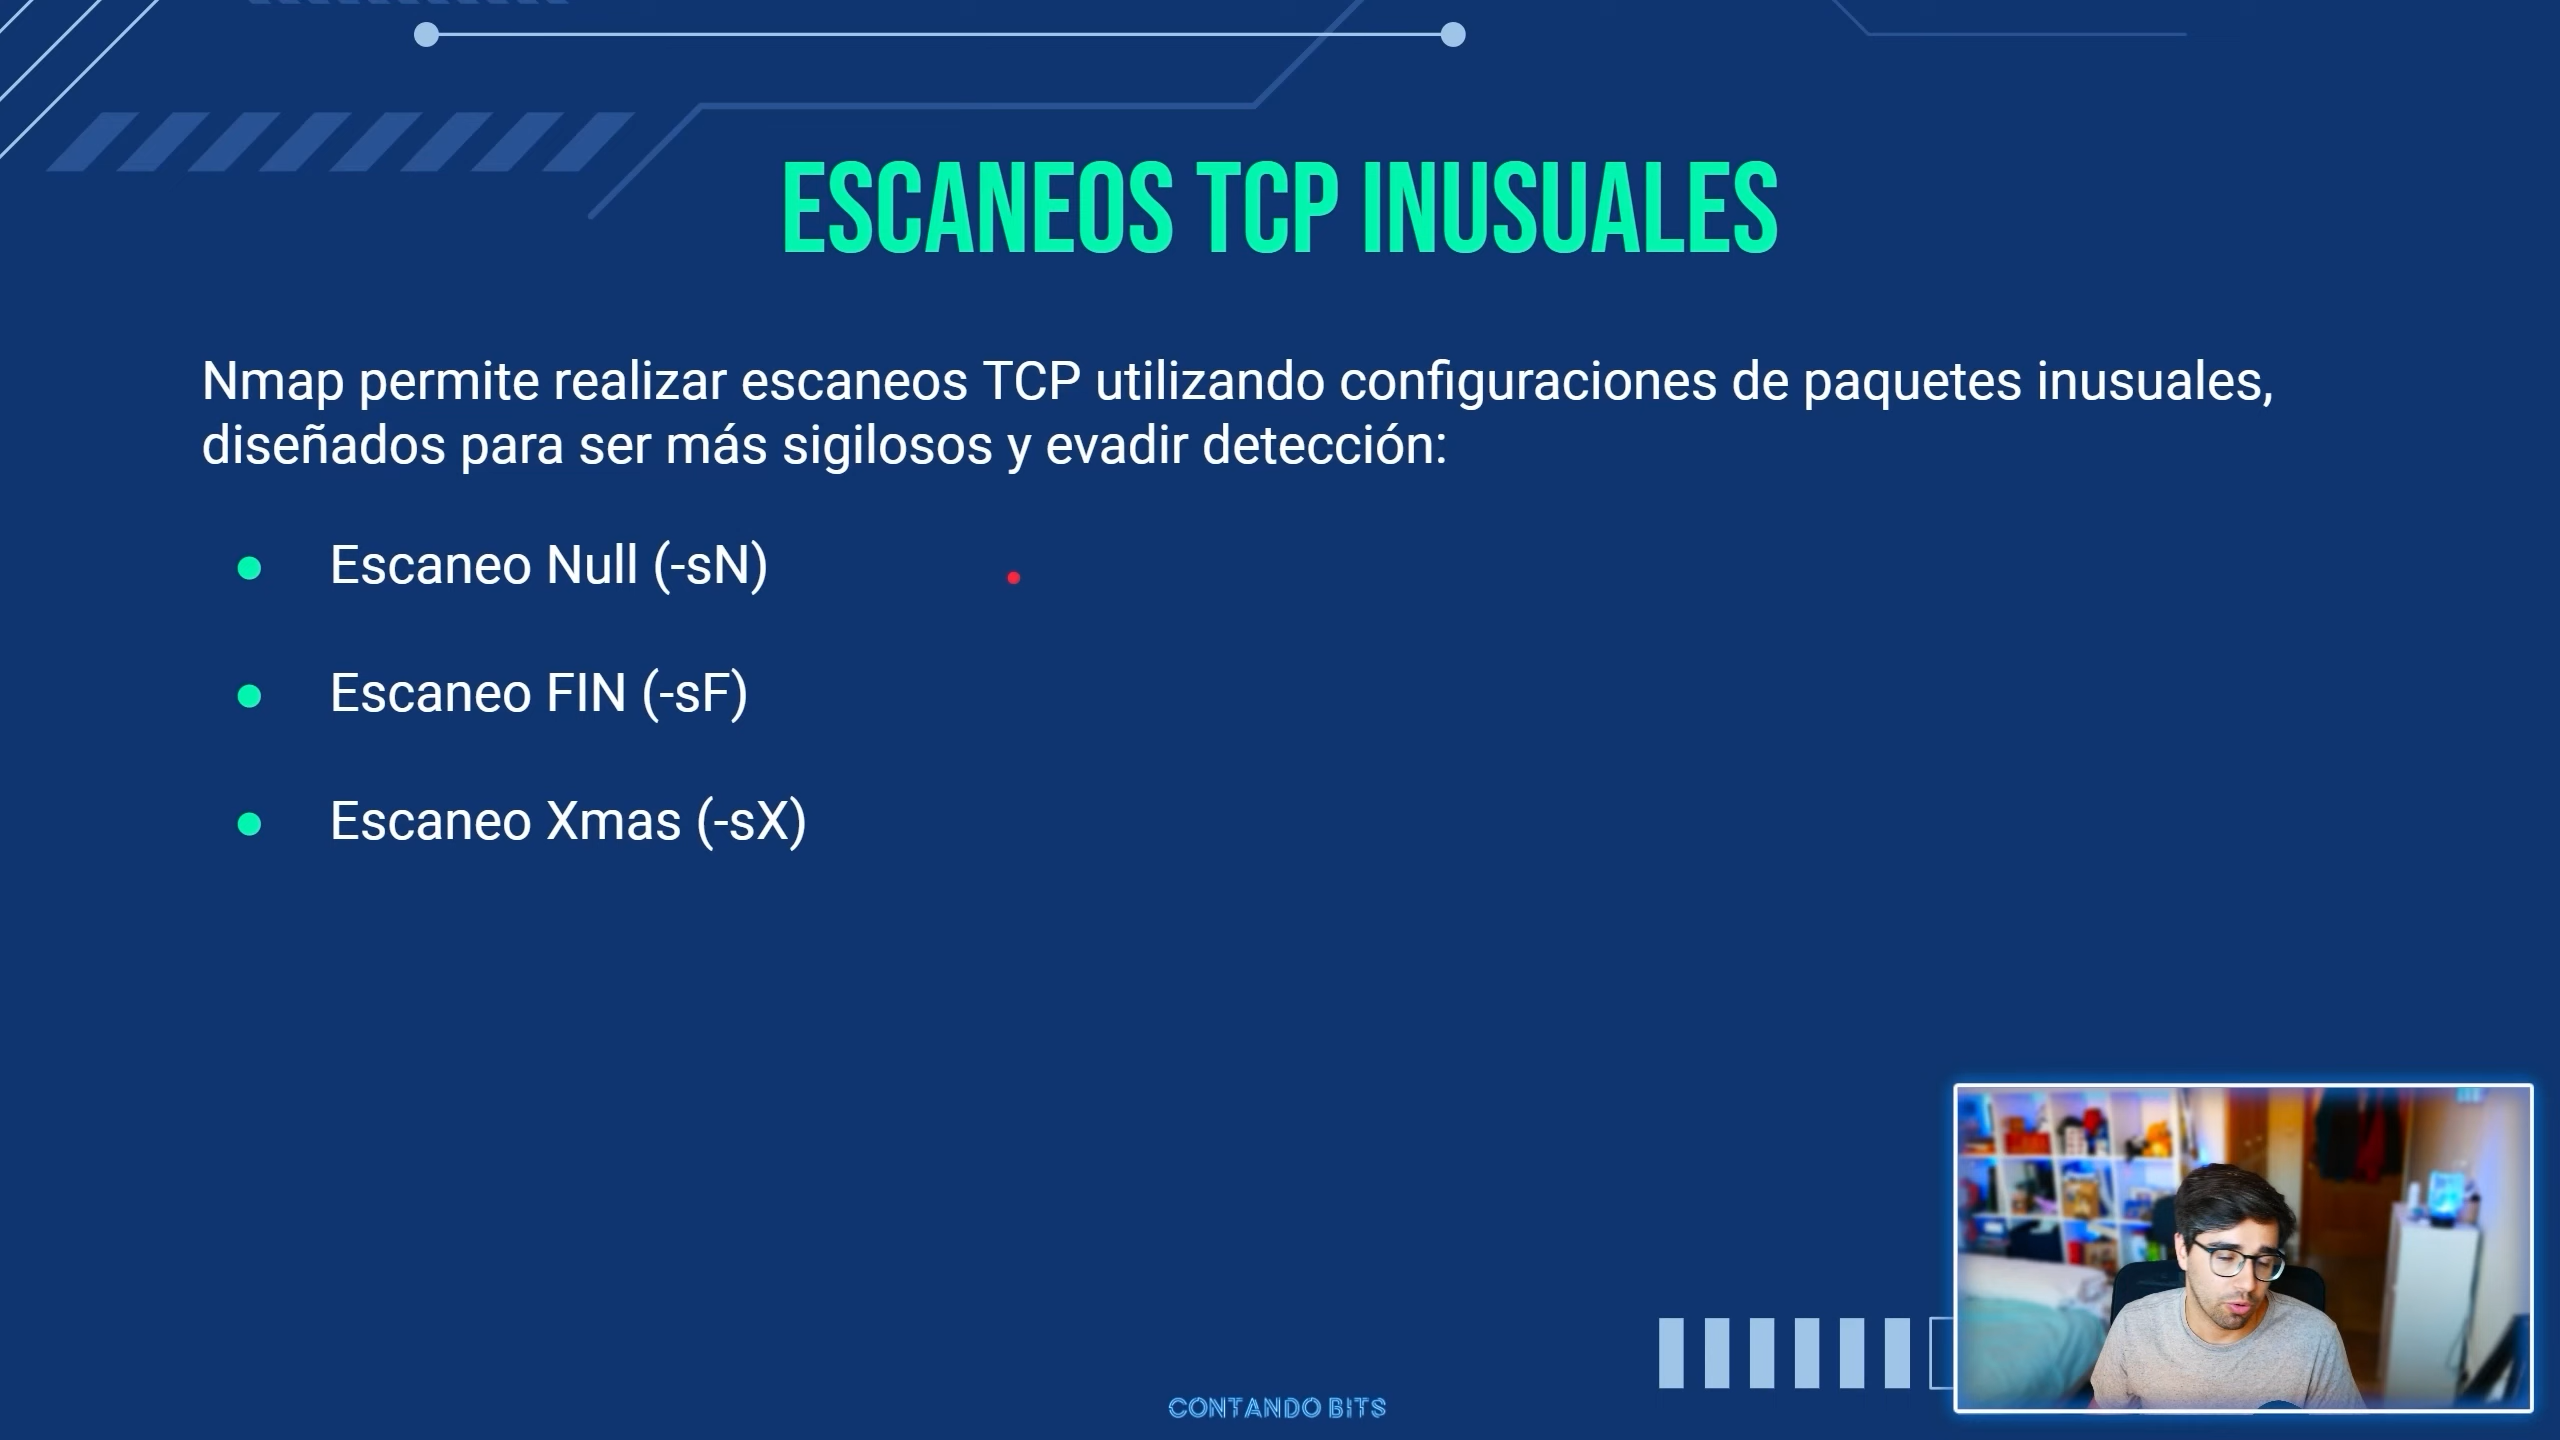 ESCANEOS TCP INUSUALES
Nmap permite realizar escaneos TCP utilizando configuraciones de paquetes inusuales,
diseñados para ser más sigilosos y evadir detección:
Escaneo Null (-sN)
Escaneo FIN (-sF)
Escaneo Xmas (-sX)
CONTANDO BITS